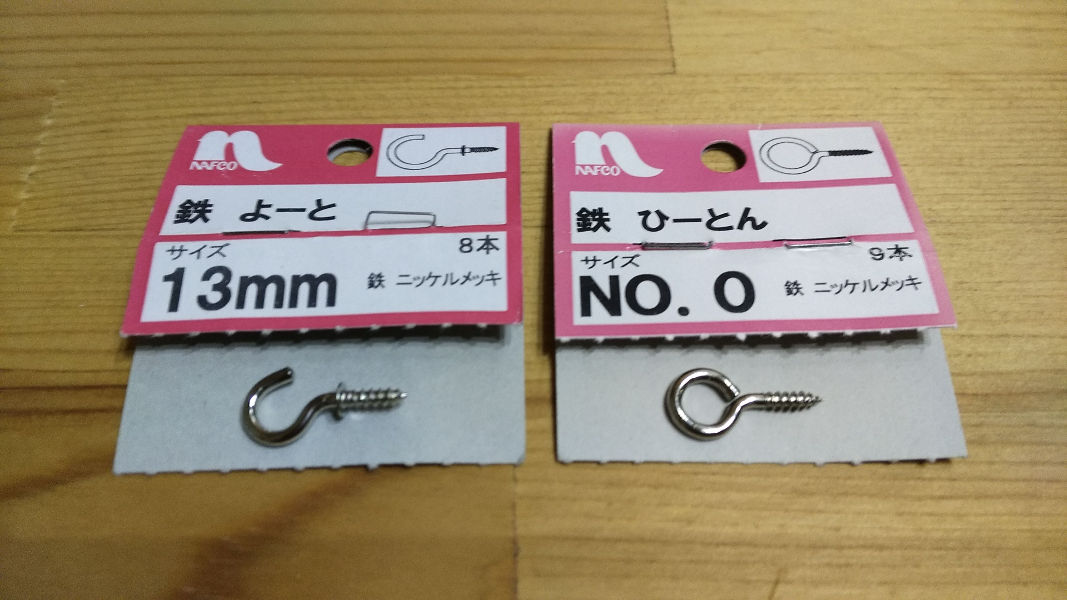 NAFCO
鉄 よーと
サイズ
8本
13mm
鉄 ニッケルメッキ
NAFCO
鉄 ひーとん
サイズ
9本
NO. 0
鉄 ニッケルメッキ